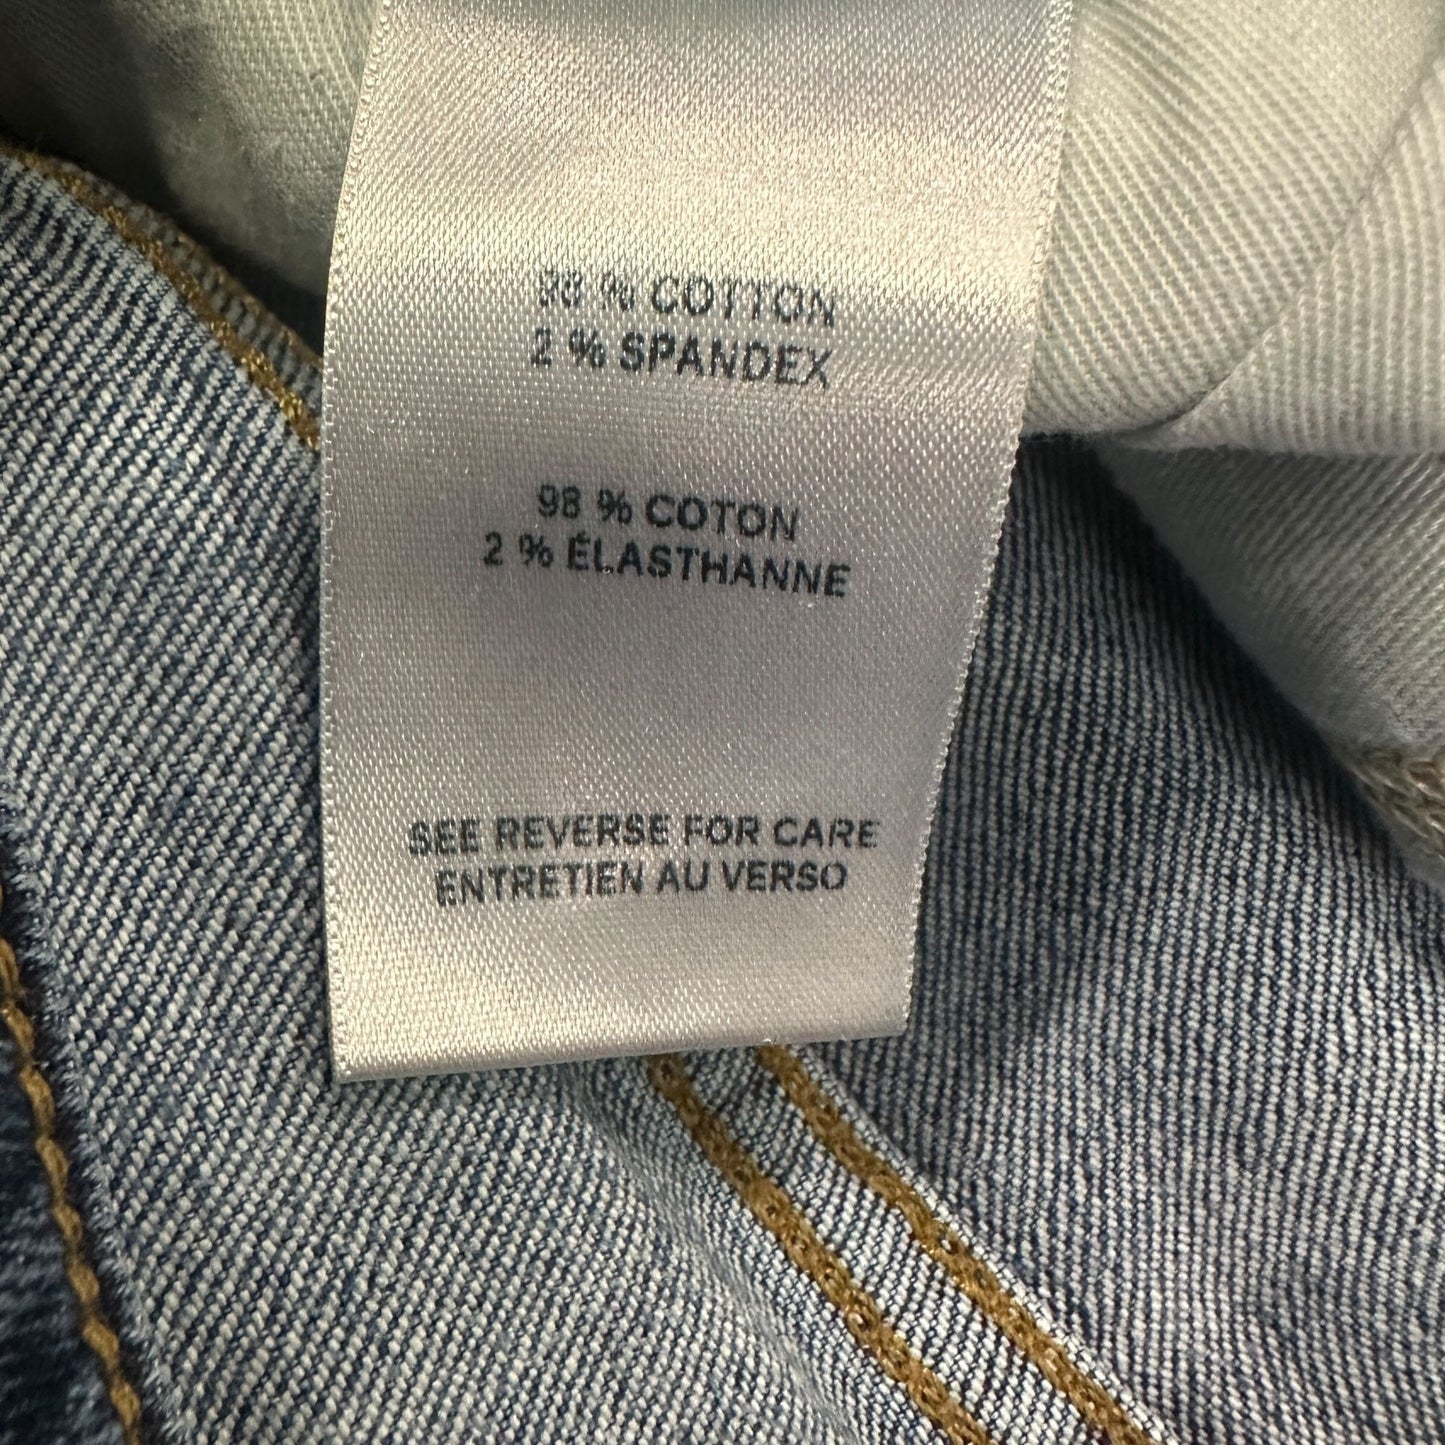 98 % COTTON
2 % SPANDEX
98 % COTON
2 % ÉLASTHANNE
SEE REVERSE FOR CARE
ENTRETIEN AU VERSO